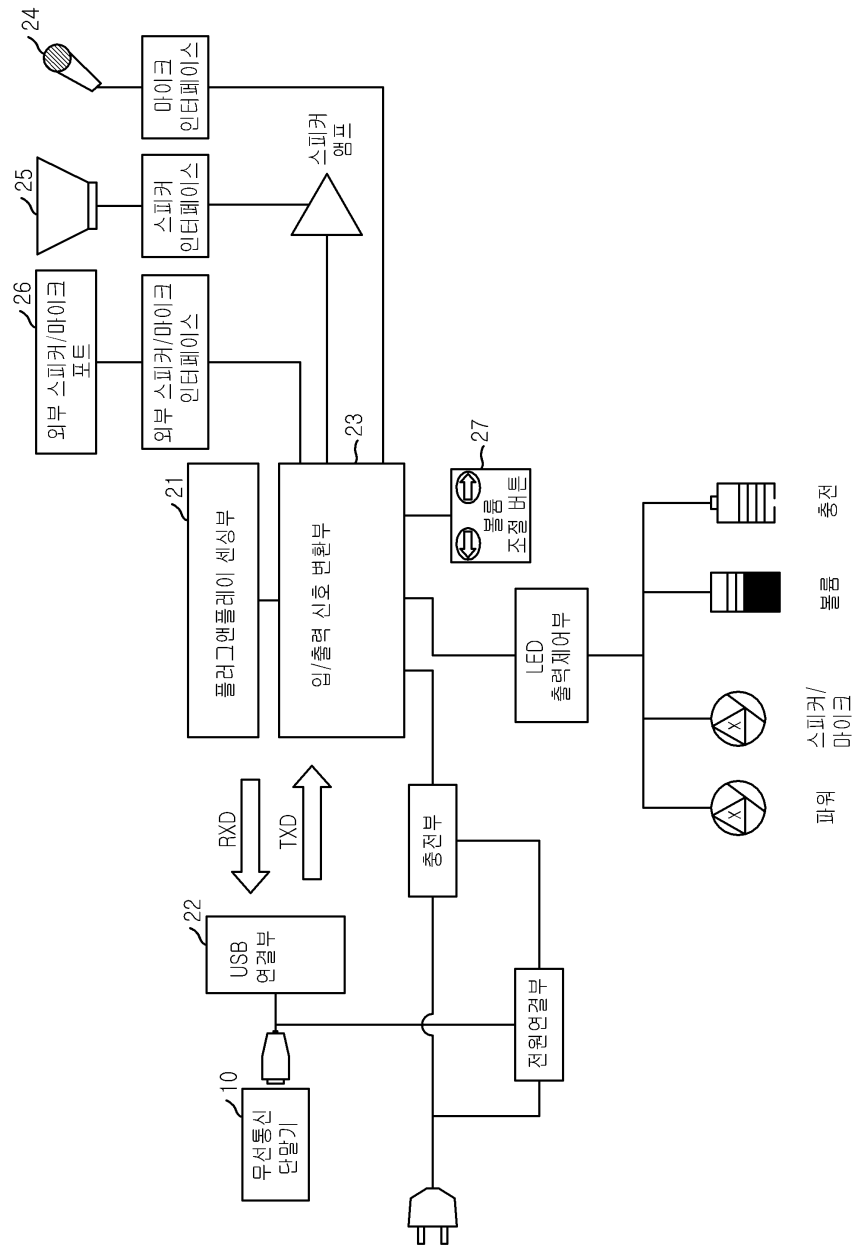 10
무선통신
단말기
22
USB
연결부
RXD
TXD
21
플러그앤플레이 센싱부
23
입/출력 신호 변환부
26
외부 스피커/마이크
포트
외부 스피커/마이크
인터페이스
25
스피커
인터페이스
스피커
앰프
24
마이크
인터페이스
27
볼륨
조절 버튼
충전부
전원연결부
LED
출력제어부
파워
스피커/
마이크
볼륨
충전
X
X